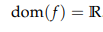 dom(f) = ℝ